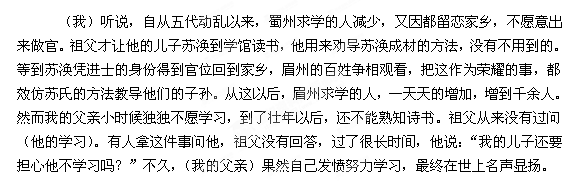 （我）听说，自从五代动乱以来，蜀州求学的人减少，又因都留恋家乡，不愿意出
来做官。祖父才让他的儿子苏涣到学馆读书，他用来劝导苏涣成材的方法，没有不用到的。
等到苏涣凭进士的身份得到官位回到家乡，眉州的百姓争相观看，把这作为荣耀的事，都
效仿苏氏的方法教导他们的子孙。从这以后，眉州求学的人，一天天的增加，增到千余人。
然而我的父亲小时候独独不愿学习，到了壮年以后，还不能熟知诗书。祖父从来没有过问
（他的学习）。有人拿这件事问他，祖父没有回答，过了很长时间，他说：“我的儿子还要
担心他不学习吗？”不久，（我的父亲）果然自己发愤努力学习，最终在世上名声显扬。